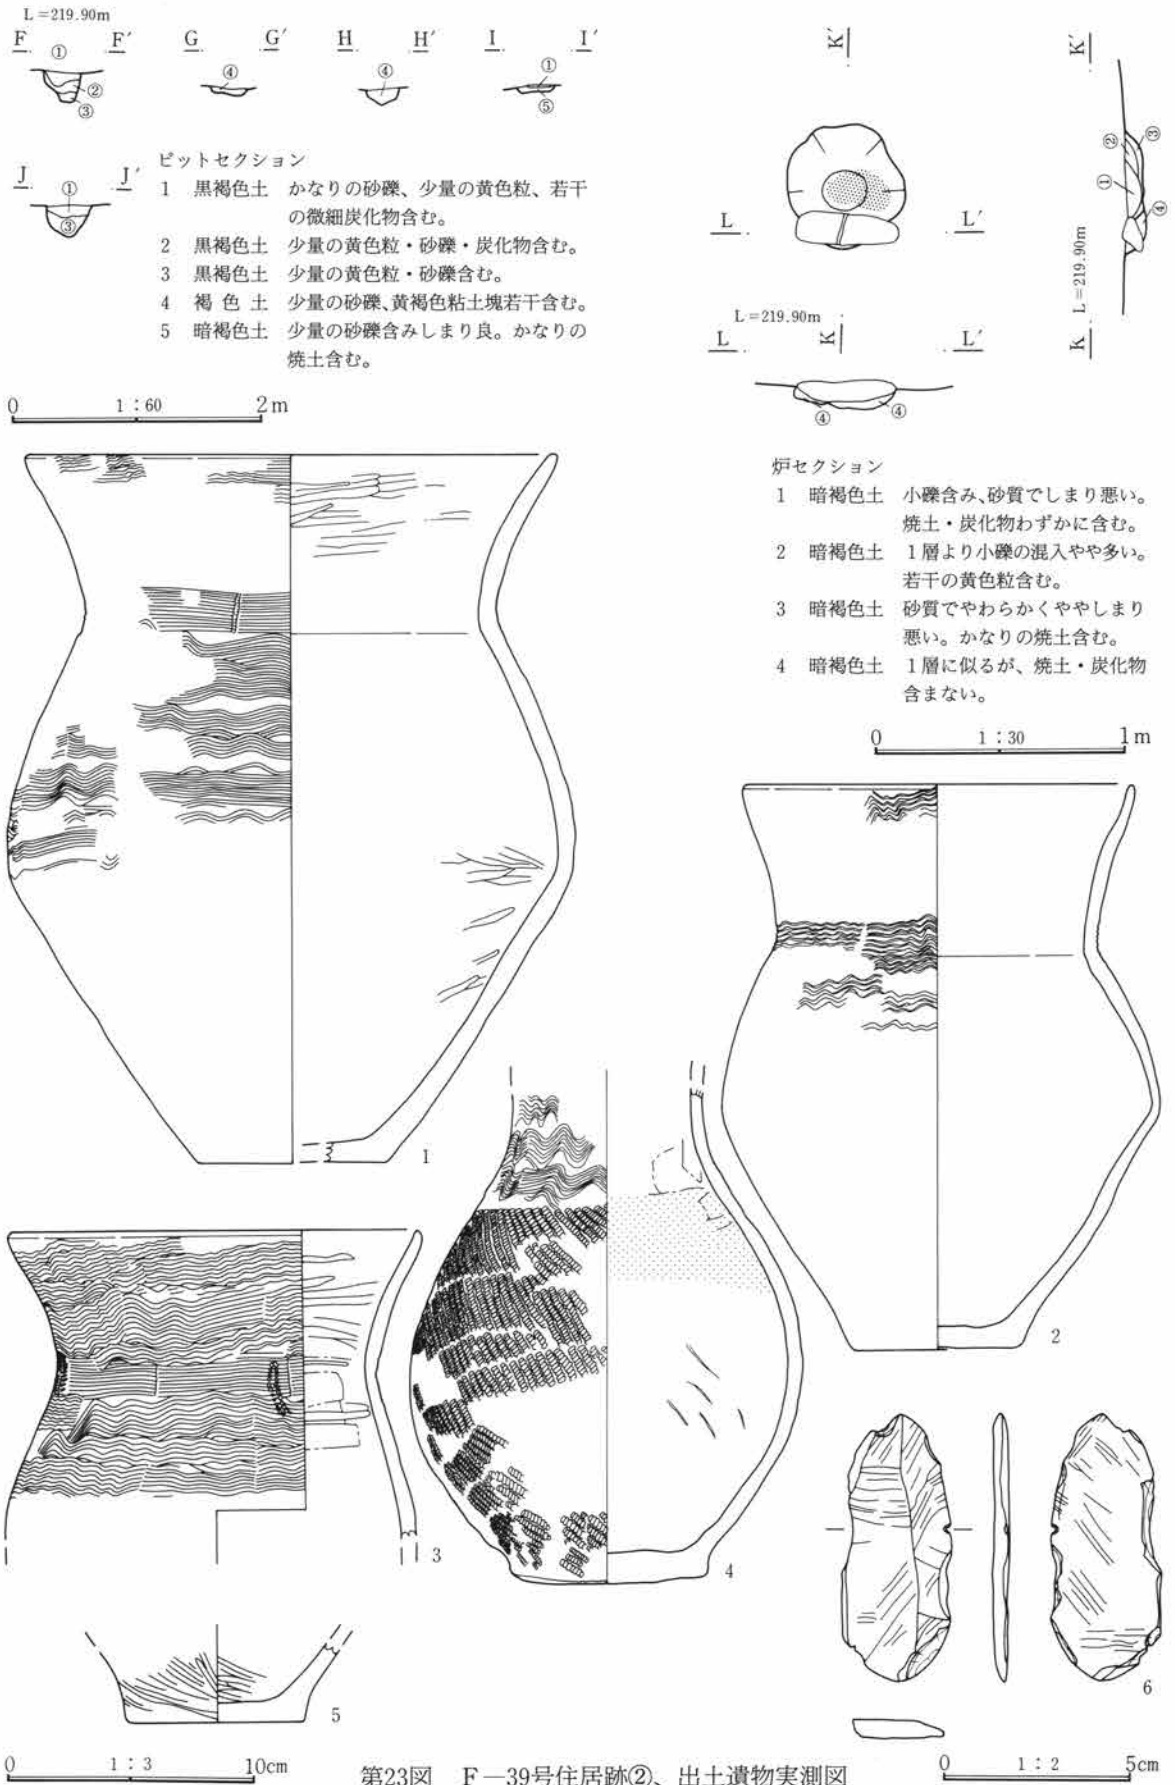 L=219.90m
F F′ G G′ H H′ I I′
① ② ③ ④ ④ ① ⑤
J J′
① ③
ピットセクション
1 黒褐色土 かなりの砂礫、少量の黄色粒、若干
の微細炭化物含む。
2 黒褐色土 少量の黄色粒・砂礫・炭化物含む。
3 黒褐色土 少量の黄色粒・砂礫含む。
4 褐色土 少量の砂礫、黄褐色粘土塊若干含む。
5 暗褐色土 少量の砂礫含みしまり良。かなりの
焼土含む。
0 1:60 2m
K′ K′
② ③ ① ④
L L′
L=219.90m
K
L=219.90m
L K L′
④ ④
炉セクション
1 暗褐色土 小礫含み、砂質でしまり悪い。
焼土・炭化物わずかに含む。
2 暗褐色土 1層より小礫の混入やや多い。
若干の黄色粒含む。
3 暗褐色土 砂質でやわらかくややしまり
悪い。かなりの焼土含む。
4 暗褐色土 1層に似るが、焼土・炭化物
含まない。
0 1:30 1m
1
2
3
4
5
6
0 1:3 10cm
第23図 F—39号住居跡②、出土遺物実測図
0 1:2 5cm